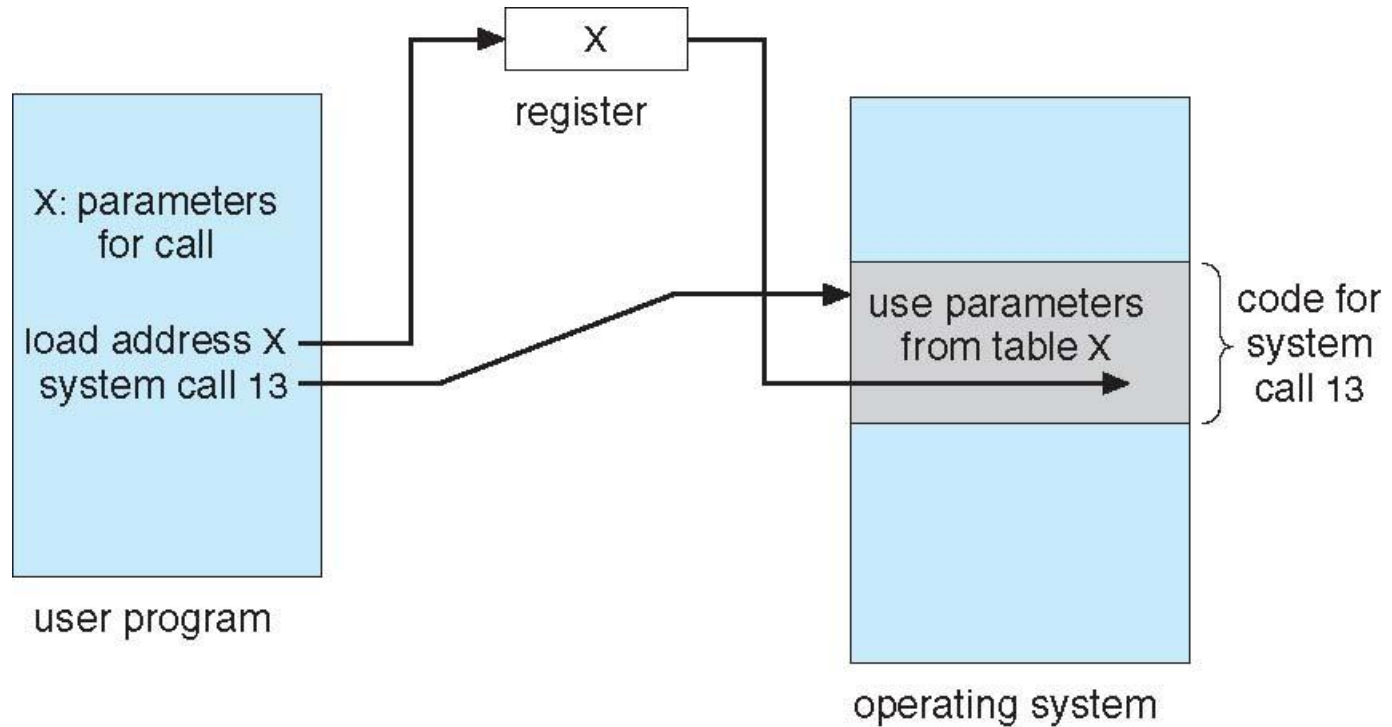 X
register
X: parameters
for call
load address X
system call 13
user program
use parameters
from table X
code for
system
call 13
operating system